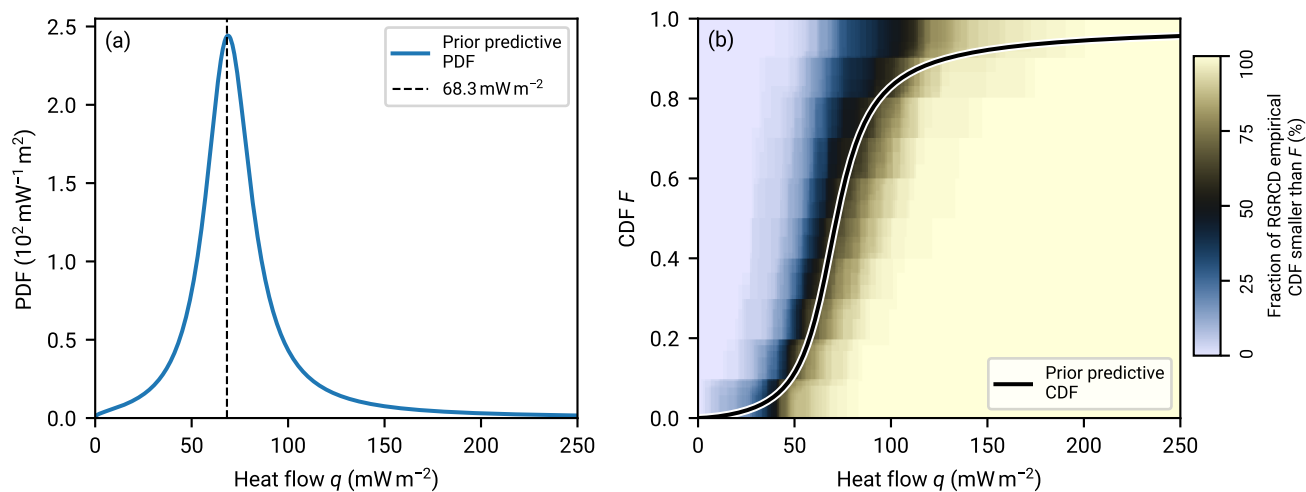 (a)
Prior predictive
PDF
68.3 mW m⁻²
2.5
2.0
1.5
1.0
0.5
0.0
PDF (10² mW⁻¹ m²)
0 50 100 150 200 250
Heat flow q (mW m⁻²)
(b)
1.0
0.8
0.6
0.4
0.2
0.0
CDF F
Prior predictive
CDF
0 50 100 150 200 250
Heat flow q (mW m⁻²)
100
75
50
25
0
Fraction of RGRCD empirical
CDF smaller than F (%)